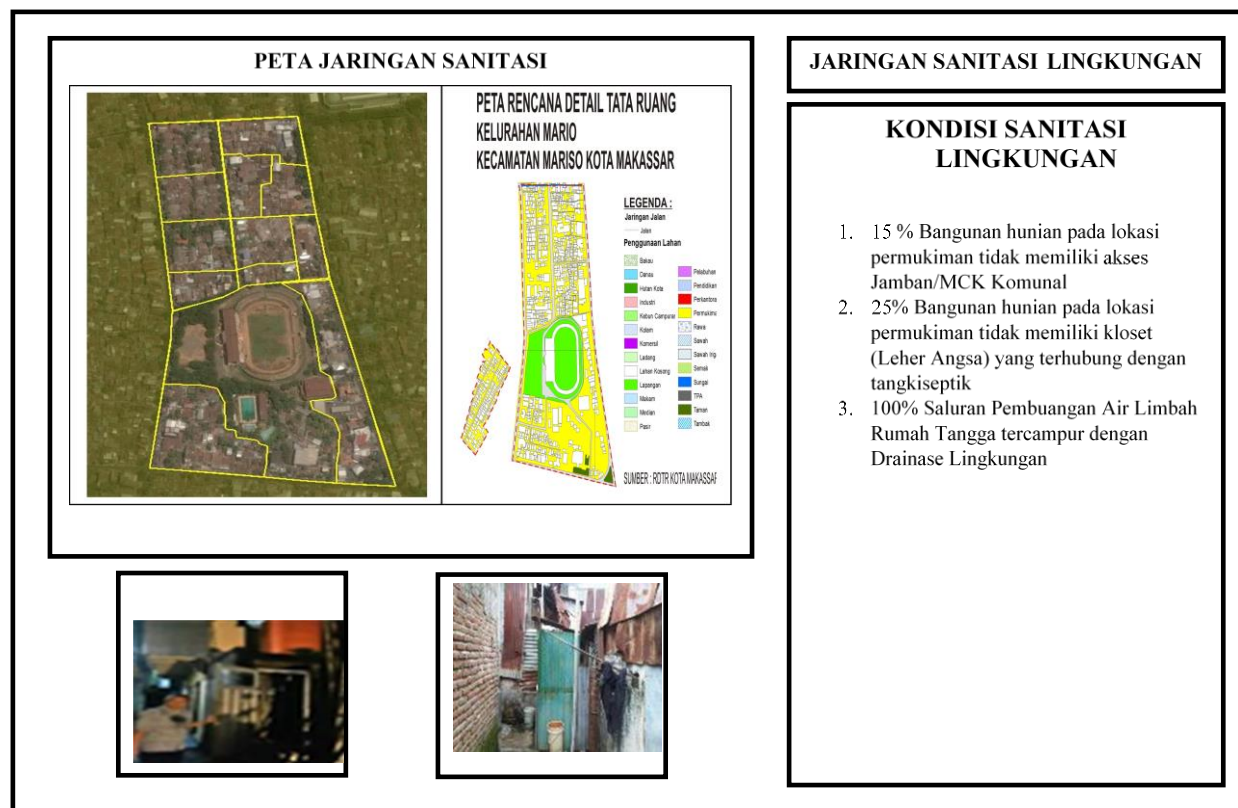 PETA JARINGAN SANITASI
PETA RENCANA DETAIL TATA RUANG
KELURAHAN MARIO
KECAMATAN MARISO KOTA MAKASSAR
LEGENDA :
Jaringan Jalan
Jalan
Penggunaan Lahan
Bakau
Danau
Hutan Kota
Industri
Kebun Campuran
Kolam
Komersil
Ladang
Lahan Kosong
Lapangan
Makam
Median
Pasir
Pelabuhan
Pendidikan
Perkantora
Permukima
Rawa
Sawah
Sawah Irig
Semak
Sungai
TPA
Taman
Tambak
SUMBER : RDTR KOTA MAKASSAR
JARINGAN SANITASI LINGKUNGAN
KONDISI SANITASI
LINGKUNGAN
1. 15 % Bangunan hunian pada lokasi
permukiman tidak memiliki akses
Jamban/MCK Komunal
2. 25% Bangunan hunian pada lokasi
permukiman tidak memiliki kloset
(Leher Angsa) yang terhubung dengan
tangkiseptik
3. 100% Saluran Pembuangan Air Limbah
Rumah Tangga tercampur dengan
Drainase Lingkungan